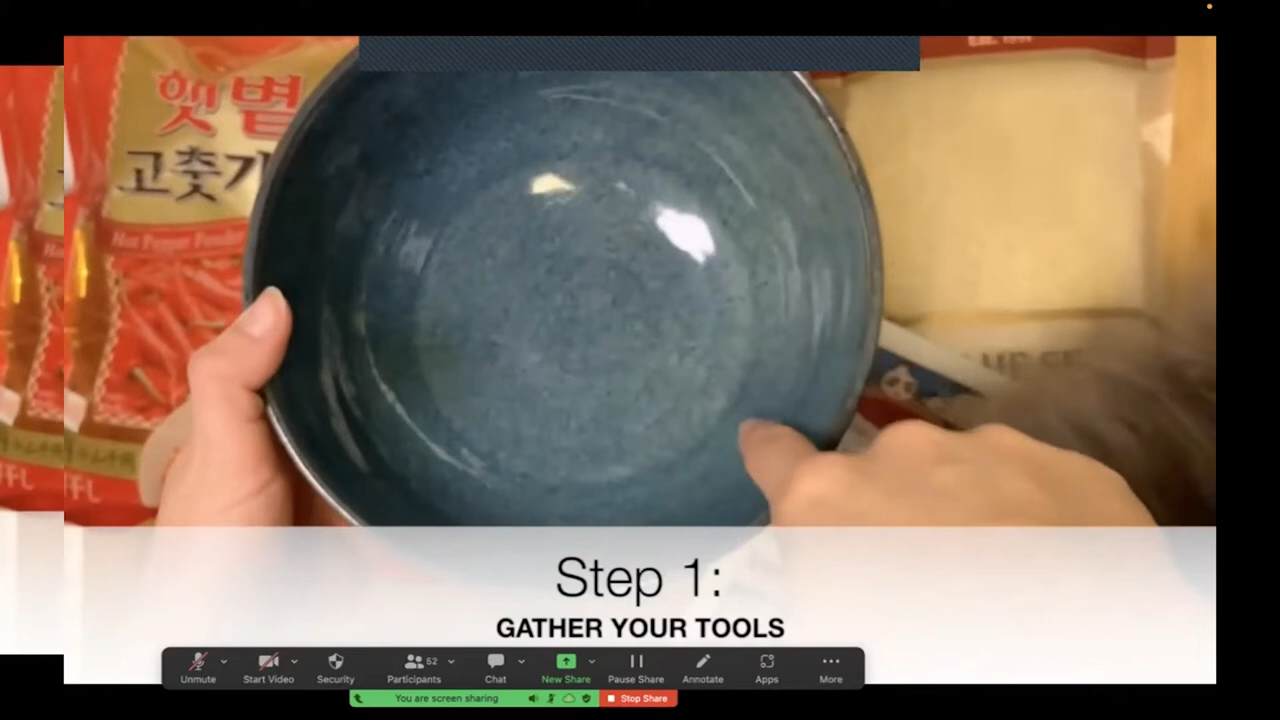 햇볕
고춧가
Hot Pepper Powder
FFL
Step 1:
GATHER YOUR TOOLS
Unmute
Start Video
Security
52
Participants
Chat
New Share
Pause Share
Annotate
Apps
More
You are screen sharing
Stop Share